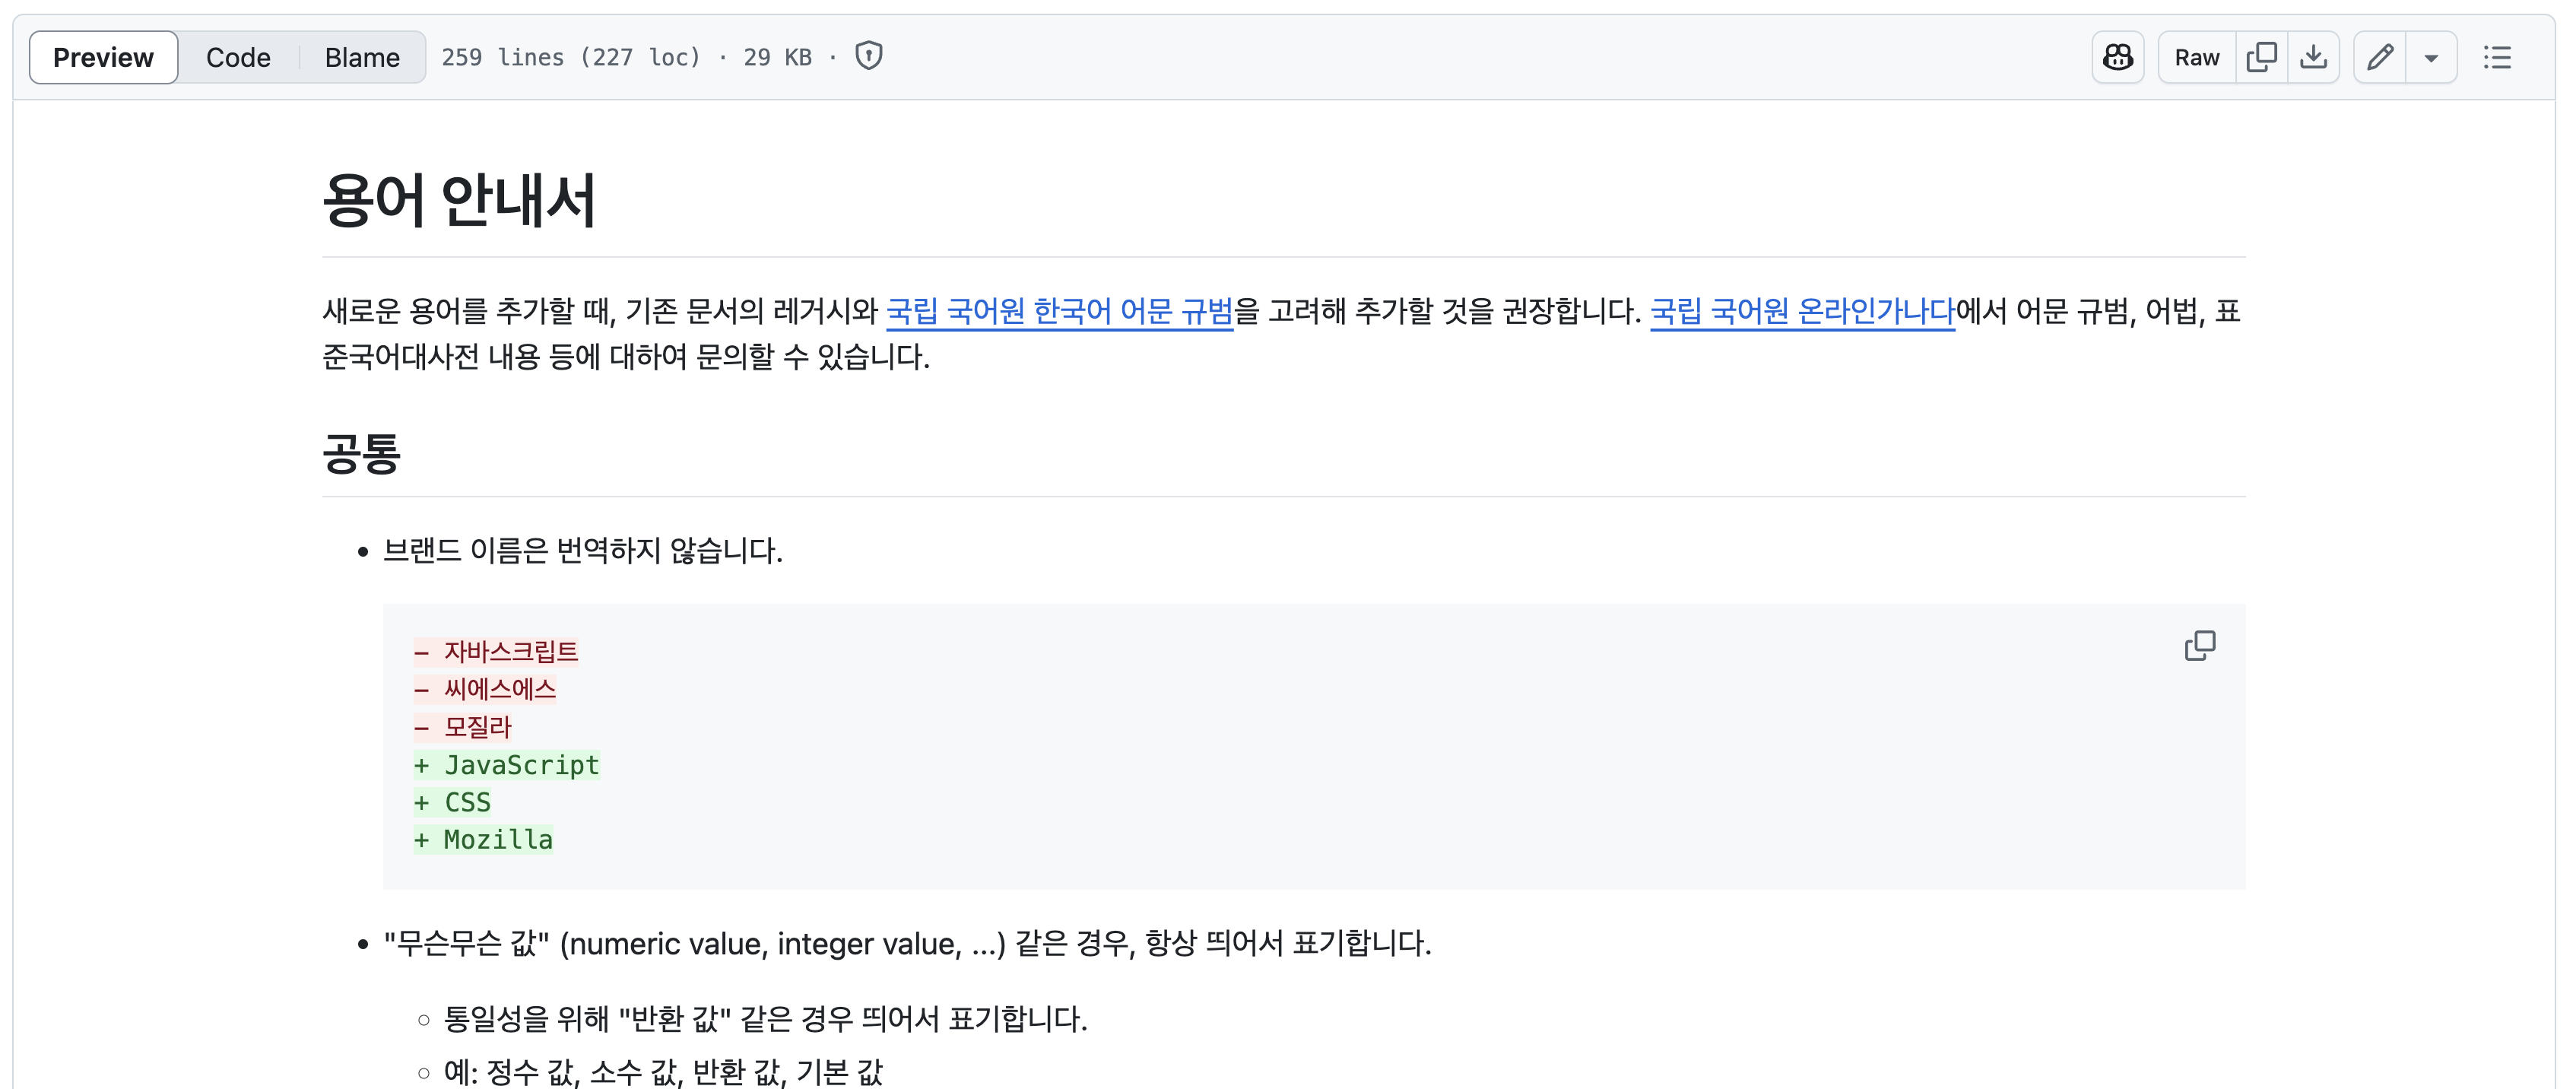 Preview Code Blame 259 lines (227 loc) · 29 KB · Raw
용어 안내서
새로운 용어를 추가할 때, 기존 문서의 레거시와 국립 국어원 한국어 어문 규범을 고려해 추가할 것을 권장합니다. 국립 국어원 온라인가나다에서 어문 규범, 어법, 표
준국어대사전 내용 등에 대하여 문의할 수 있습니다.
공통
• 브랜드 이름은 번역하지 않습니다.
- 자바스크립트
- 씨에스에스
- 모질라
+ JavaScript
+ CSS
+ Mozilla
• "무슨무슨 값" (numeric value, integer value, ...) 같은 경우, 항상 띄어서 표기합니다.
◦ 통일성을 위해 "반환 값" 같은 경우 띄어서 표기합니다.
◦ 예: 정수 값, 소수 값, 반환 값, 기본 값